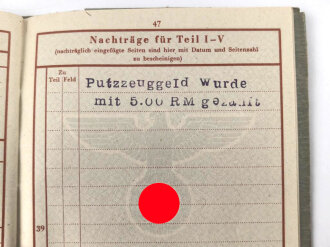 47
Nachträge für Teil I–V
(nachträglich eingefügte Seiten sind hier mit Datum und Seitenzahl
zu bescheinigen)
Zu
Teil Feld
Putzzeuggeld wurde
mit 5.00 RM gezahlt
39